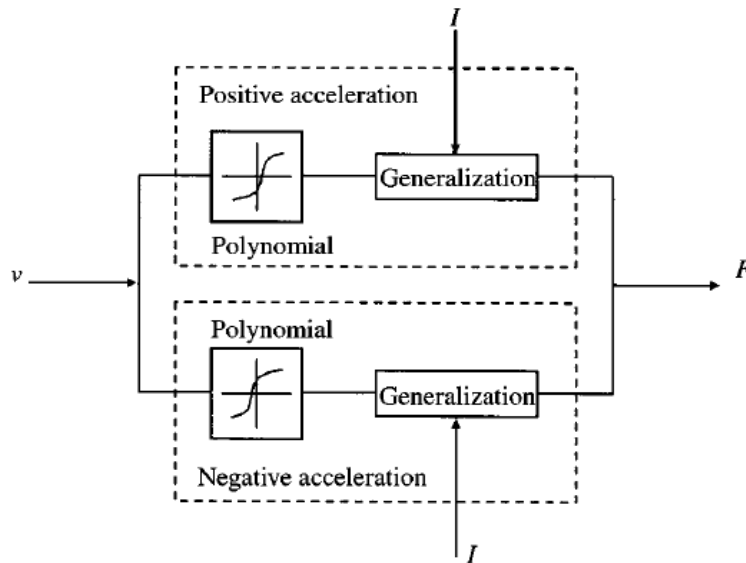 I
Positive acceleration
Generalization
Polynomial
v
F
Polynomial
Generalization
Negative acceleration
I